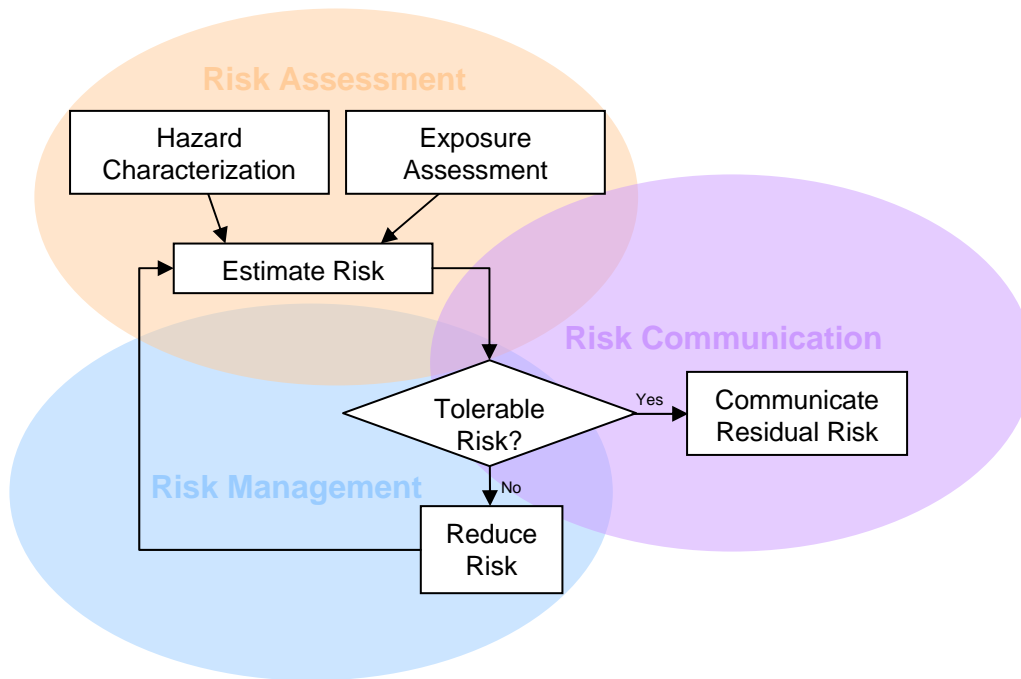 Risk Assessment
Hazard
Characterization
Exposure
Assessment
Estimate Risk
Risk Communication
Tolerable
Risk?
Yes
Communicate
Residual Risk
Risk Management
No
Reduce
Risk